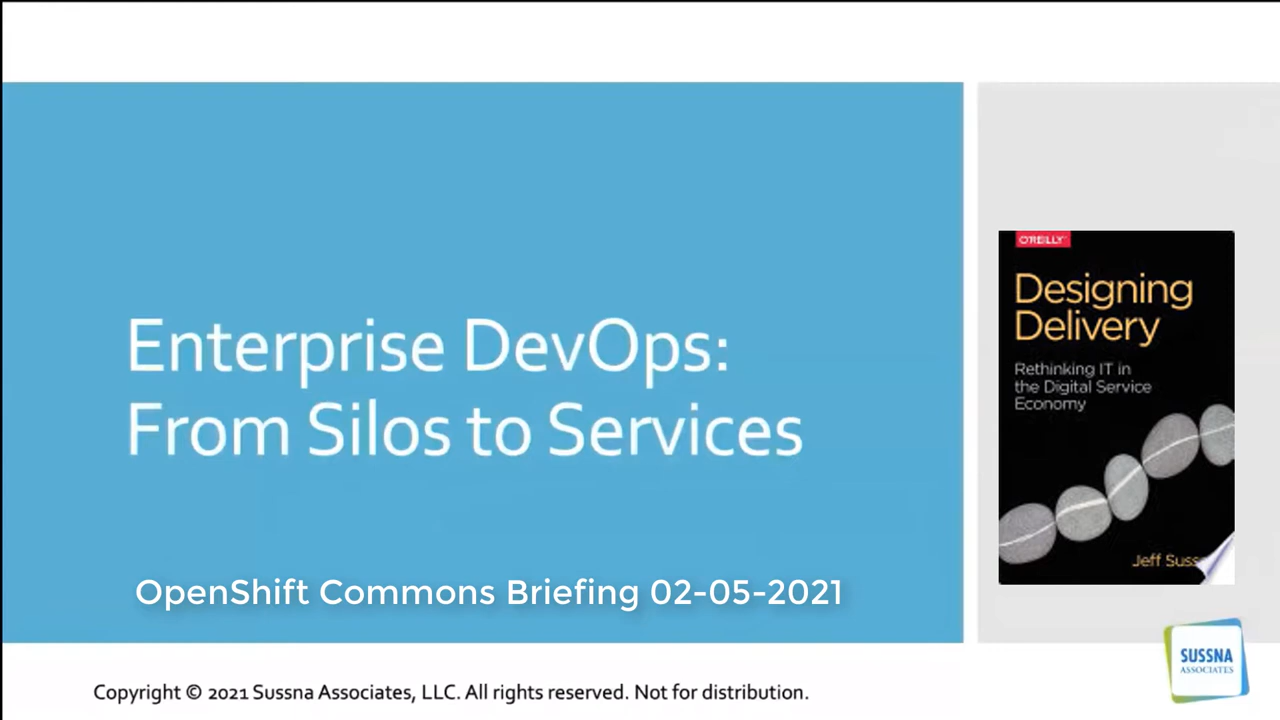 Enterprise DevOps:
From Silos to Services
OpenShift Commons Briefing 02-05-2021
O'REILLY
Designing
Delivery
Rethinking IT in
the Digital Service
Economy
Jeff
SUSSNA
ASSOCIATES
Copyright © 2021 Sussna Associates, LLC. All rights reserved. Not for distribution.